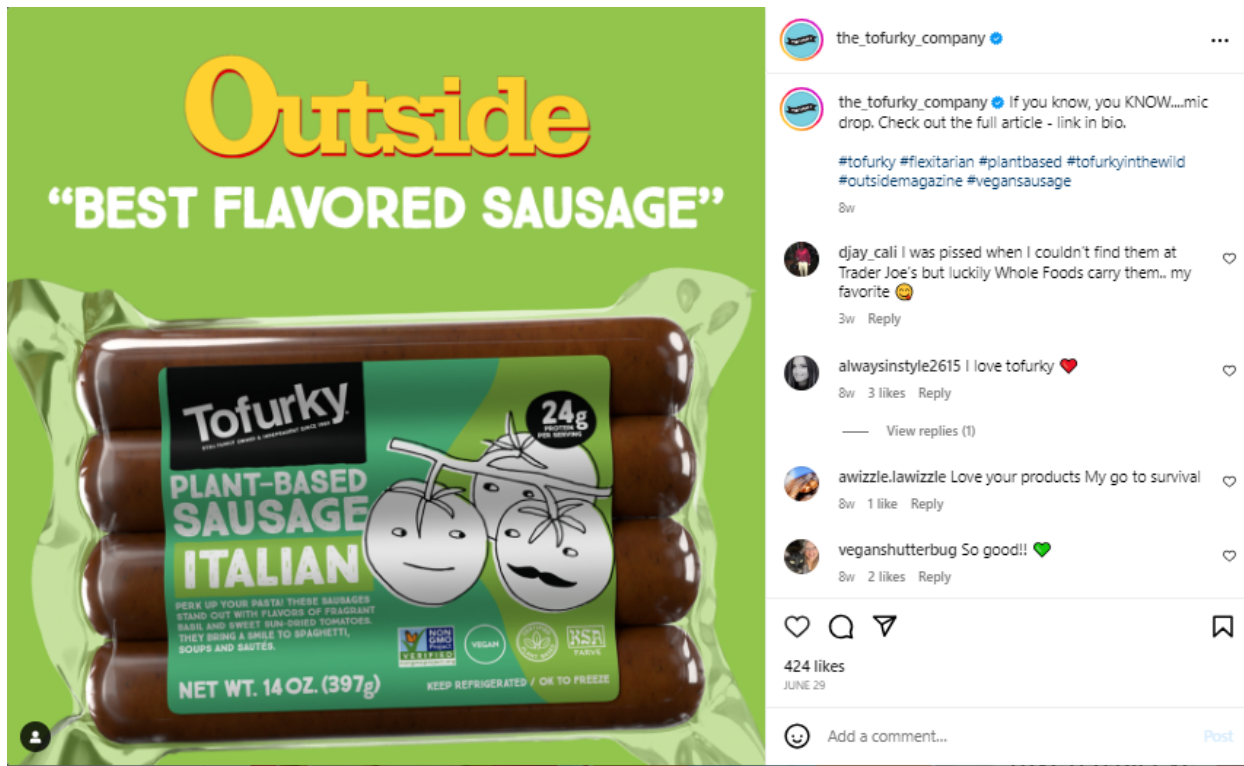 Outside
“BEST FLAVORED SAUSAGE”
Tofurky
24g
PROTEIN
PER SERVING
PLANT-BASED
SAUSAGE
ITALIAN
PERK UP YOUR PASTA! THESE SAUSAGES
STAND OUT WITH FLAVORS OF FRAGRANT
BASIL AND SWEET SUN-DRIED TOMATOES.
THEY BRING A SMILE TO SPAGHETTI,
SOUPS AND SAUTÉS.
NON
GMO
Project
VERIFIED
VEGAN
KSA
PARVE
NET WT. 14 OZ. (397g)
KEEP REFRIGERATED / OK TO FREEZE
the_tofurky_company
the_tofurky_company If you know, you KNOW....mic
drop. Check out the full article - link in bio.
#tofurky #flexitarian #plantbased #tofurkyinthewild
#outsidemagazine #vegansausage
8w
djay_cali I was pissed when I couldn't find them at
Trader Joe's but luckily Whole Foods carry them.. my
favorite 😋
3w Reply
alwaysinstyle2615 I love tofurky ❤️
8w 3 likes Reply
View replies (1)
awizzle.lawizzle Love your products My go to survival
8w 1 like Reply
veganshutterbug So good!! 💚
8w 2 likes Reply
424 likes
JUNE 29
Add a comment...
Post